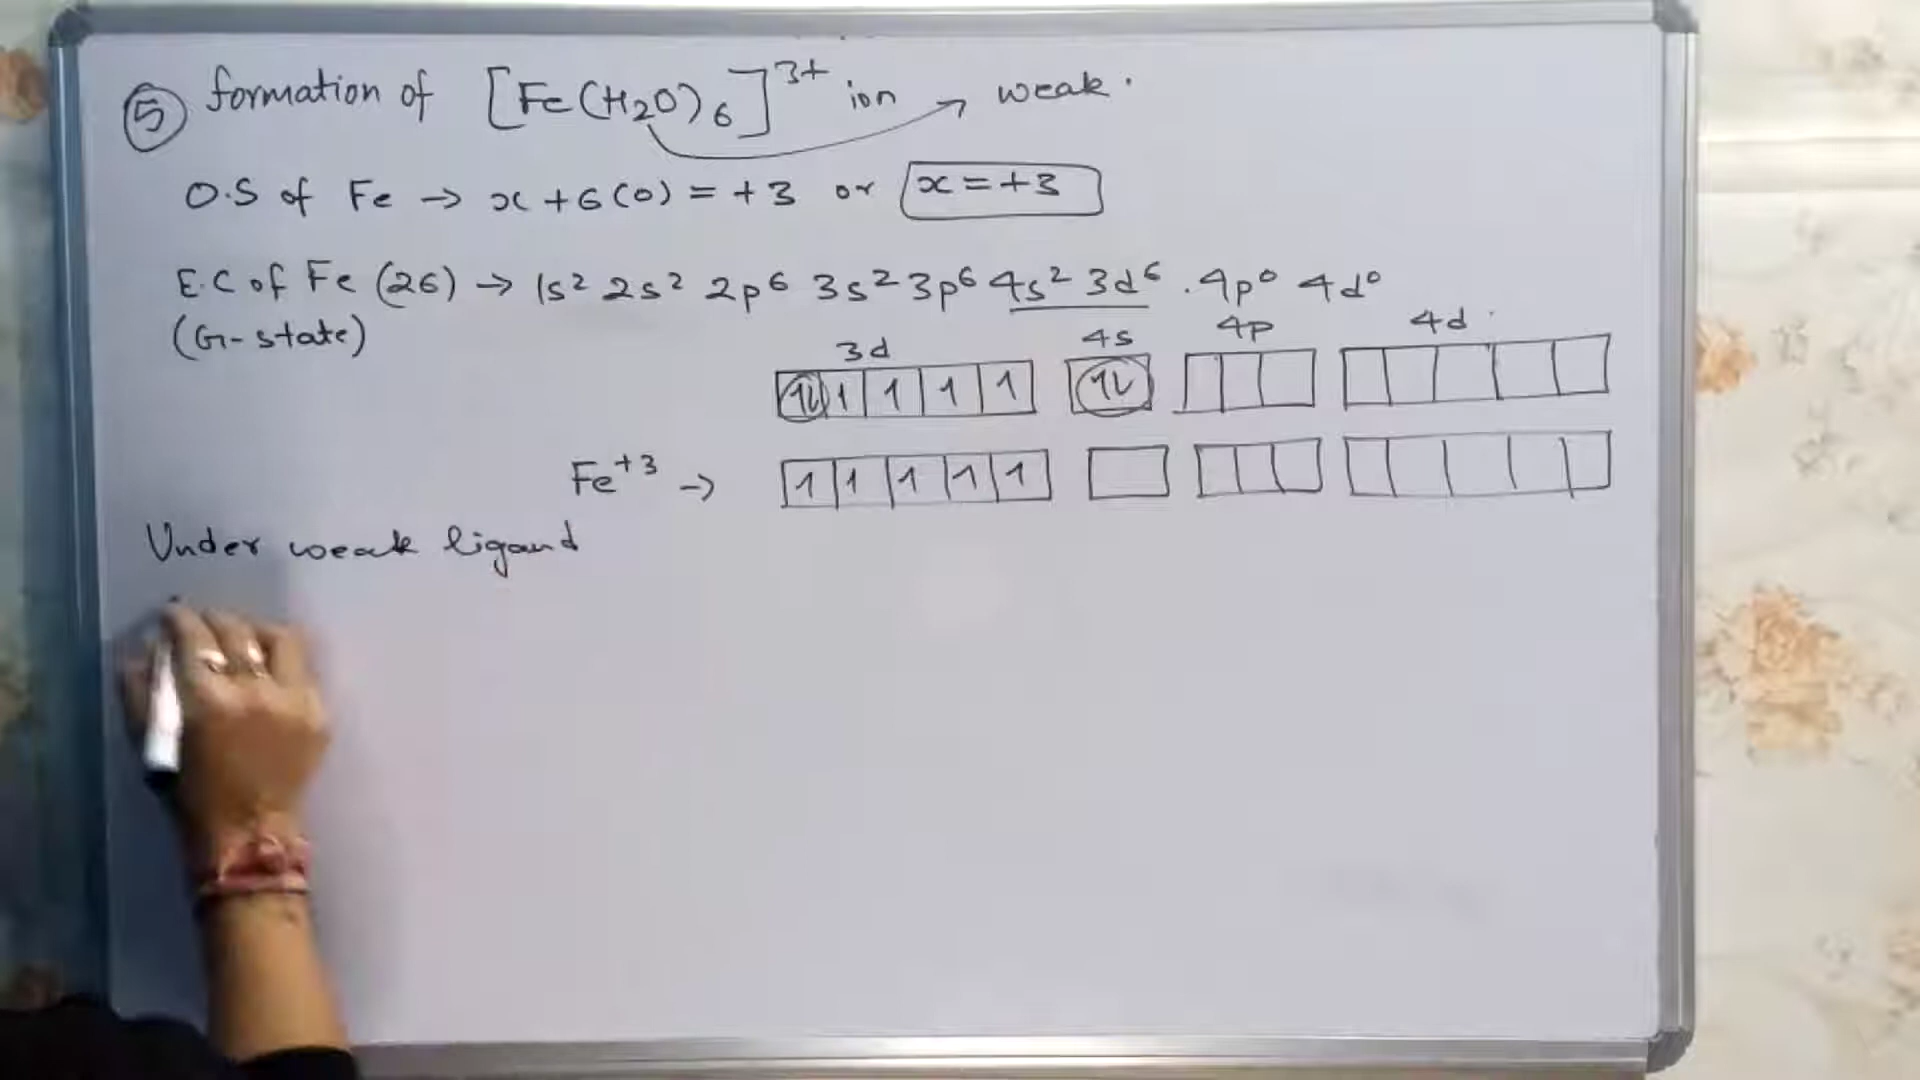 ⑤ formation of [Fe(H2O)6]3+ ion → weak.
O.S of Fe → x + 6(0) = +3 or x = +3
E.C of Fe (26) → 1s² 2s² 2p⁶ 3s² 3p⁶ 4s² 3d⁶ . 4p⁰ 4d⁰
(G-state)
3d 4s 4p 4d
1L 1 1 1 1 1L
Fe+3 → 1 1 1 1 1
Under weak ligand